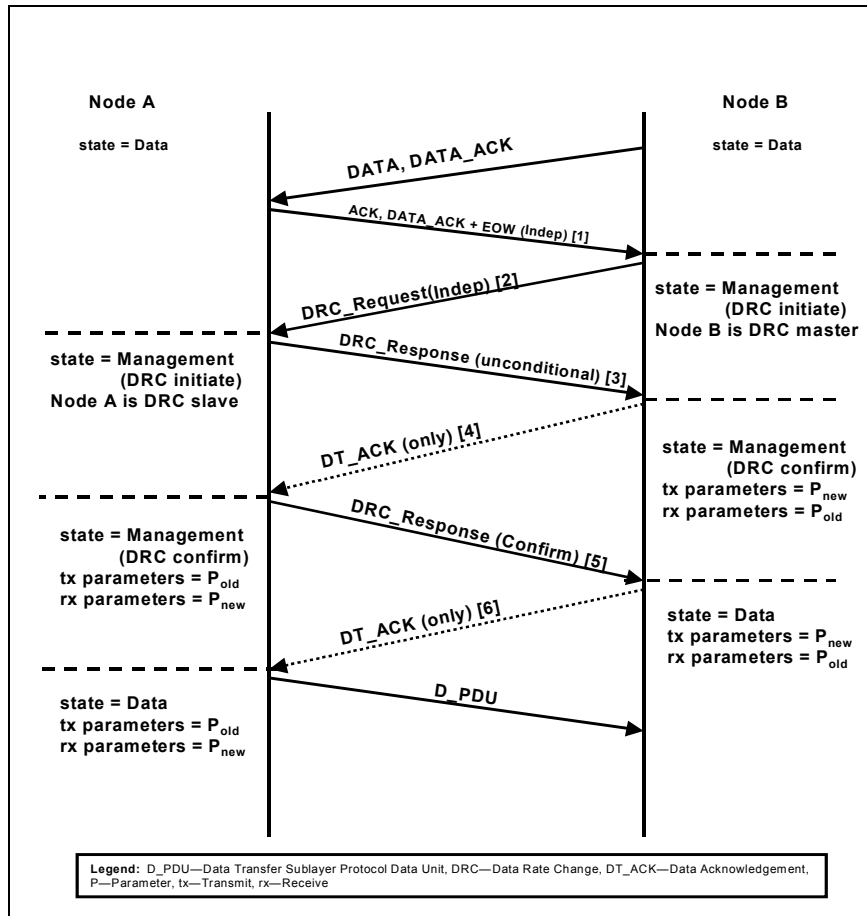 Node A
Node B
state = Data
state = Data
DATA, DATA_ACK
ACK, DATA_ACK + EOW (Indep) [1]
DRC_Request(Indep) [2]
state = Management
(DRC initiate)
Node B is DRC master
DRC_Response (unconditional) [3]
state = Management
(DRC initiate)
Node A is DRC slave
DT_ACK (only) [4]
state = Management
(DRC confirm)
tx parameters = Pnew
rx parameters = Pold
DRC_Response (Confirm) [5]
state = Management
(DRC confirm)
tx parameters = Pold
rx parameters = Pnew
DT_ACK (only) [6]
state = Data
tx parameters = Pnew
rx parameters = Pold
D_PDU
state = Data
tx parameters = Pold
rx parameters = Pnew
Legend: D_PDU—Data Transfer Sublayer Protocol Data Unit, DRC—Data Rate Change, DT_ACK—Data Acknowledgement,
P—Parameter, tx—Transmit, rx—Receive